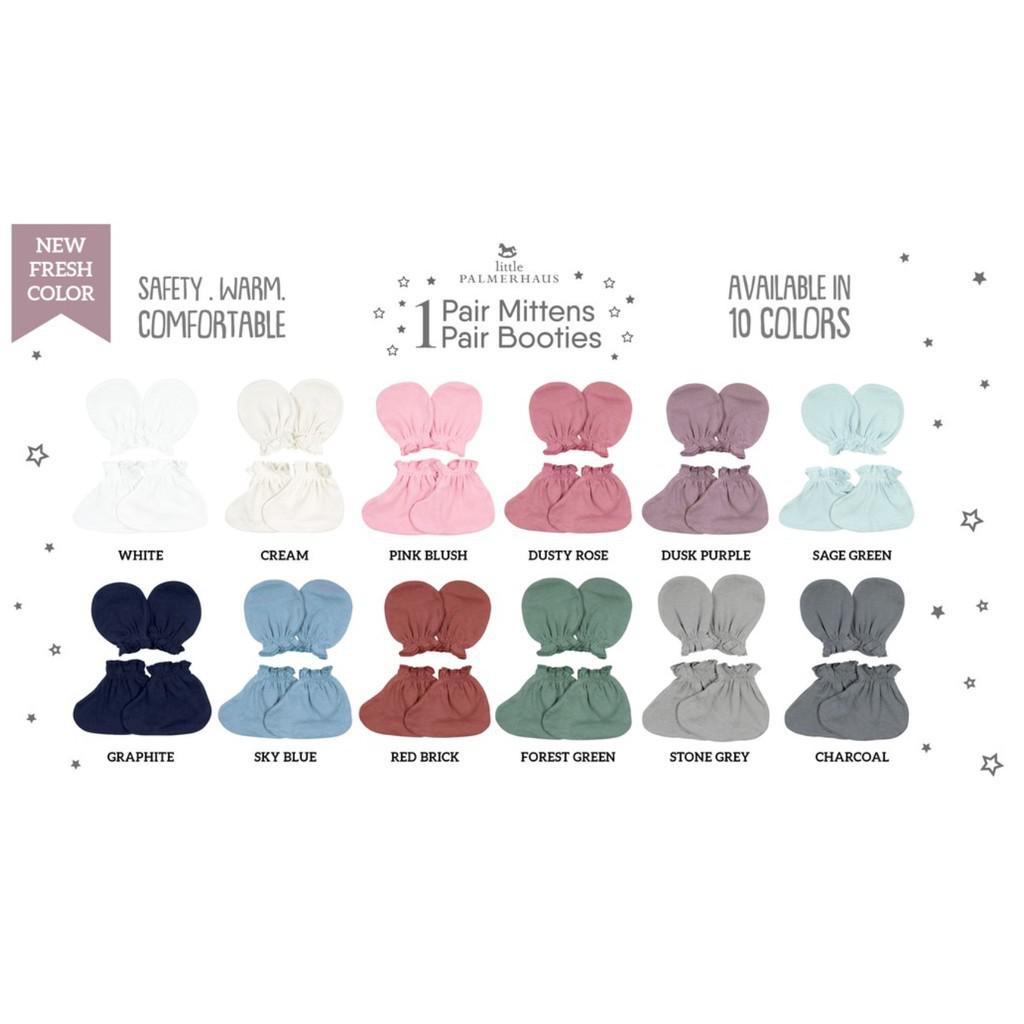 NEW
FRESH
COLOR
SAFETY . WARM.
COMFORTABLE
little
PALMERHAUS
1 Pair Mittens
Pair Booties
AVAILABLE IN
10 COLORS
WHITE
CREAM
PINK BLUSH
DUSTY ROSE
DUSK PURPLE
SAGE GREEN
GRAPHITE
SKY BLUE
RED BRICK
FOREST GREEN
STONE GREY
CHARCOAL